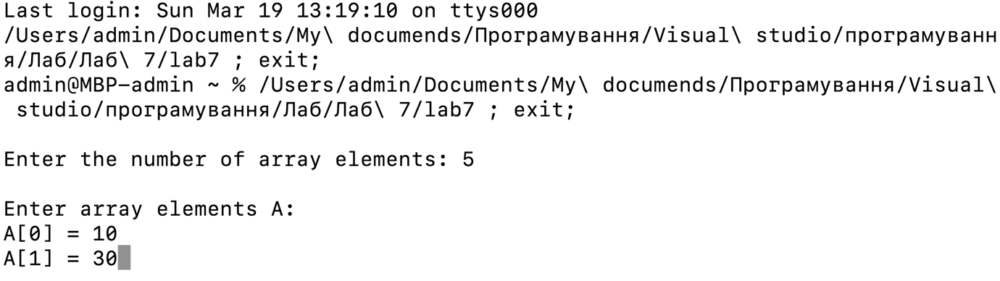 Last login: Sun Mar 19 13:19:10 on ttys000
/Users/admin/Documents/My\ documends/Програмування/Visual\ studio/програмуванн
я/Лаб/Лаб\ 7/lab7 ; exit;
admin@MBP-admin ~ % /Users/admin/Documents/My\ documends/Програмування/Visual\
 studio/програмування/Лаб/Лаб\ 7/lab7 ; exit;

Enter the number of array elements: 5

Enter array elements A:
A[0] = 10
A[1] = 30